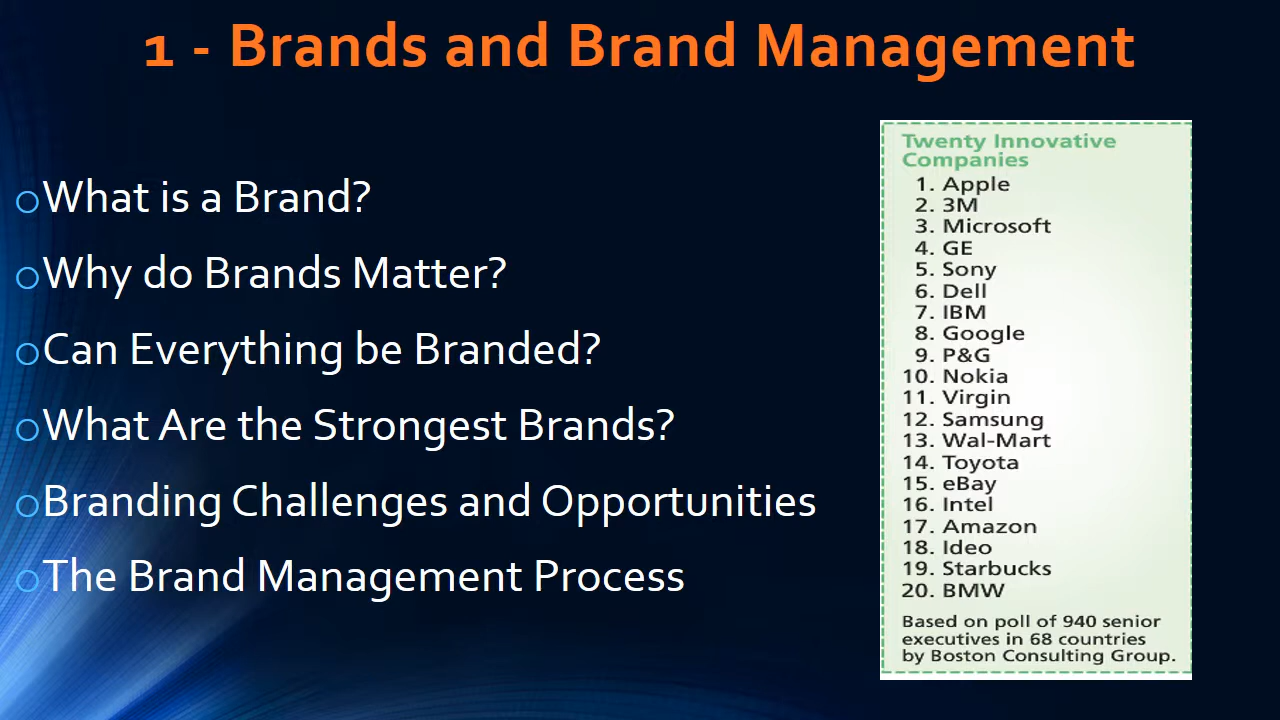 1 - Brands and Brand Management
What is a Brand?
Why do Brands Matter?
Can Everything be Branded?
What Are the Strongest Brands?
Branding Challenges and Opportunities
The Brand Management Process
Twenty Innovative
Companies
1. Apple
2. 3M
3. Microsoft
4. GE
5. Sony
6. Dell
7. IBM
8. Google
9. P&G
10. Nokia
11. Virgin
12. Samsung
13. Wal-Mart
14. Toyota
15. eBay
16. Intel
17. Amazon
18. Ideo
19. Starbucks
20. BMW
Based on poll of 940 senior
executives in 68 countries
by Boston Consulting Group.